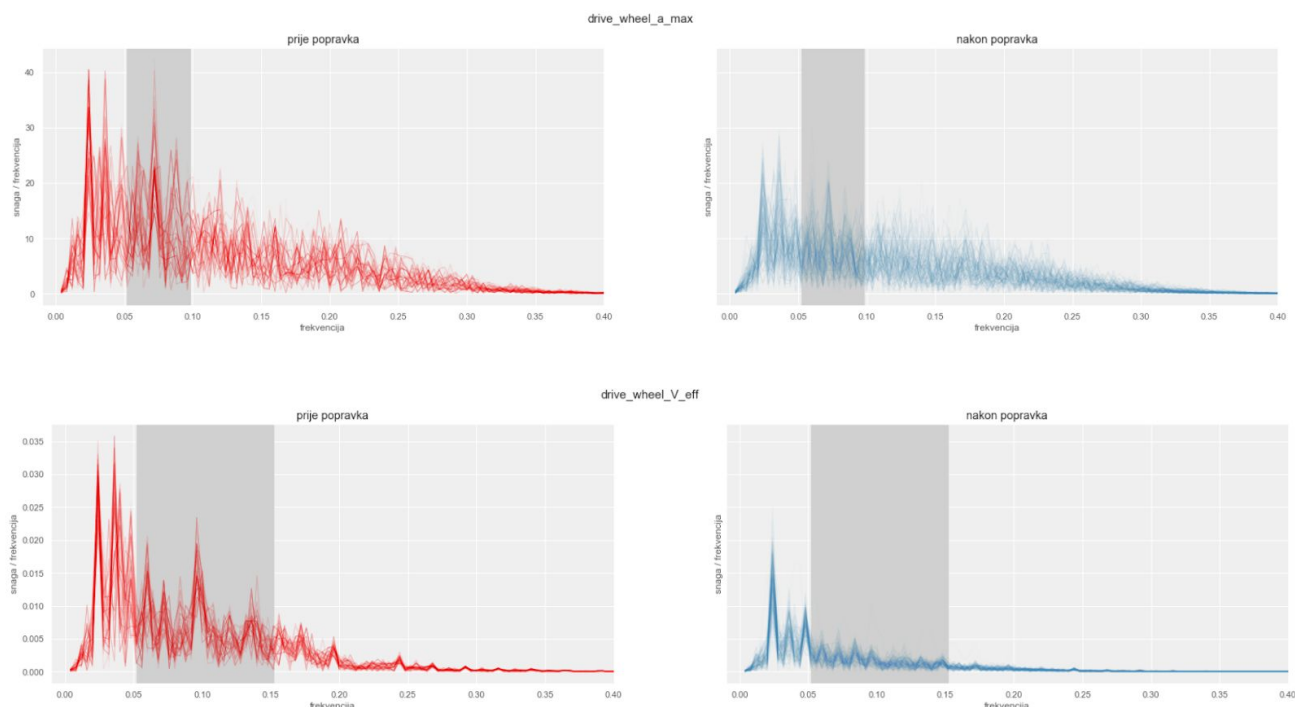 drive_wheel_a_max
prije popravka
nakon popravka
snaga / frekvencija
40
30
20
10
0
0.00 0.05 0.10 0.15 0.20 0.25 0.30 0.35 0.40
frekvencija
snaga / frekvencija
0.00 0.05 0.10 0.15 0.20 0.25 0.30 0.35 0.40
frekvencija
drive_wheel_V_eff
prije popravka
nakon popravka
snaga / frekvencija
0.035
0.030
0.025
0.020
0.015
0.010
0.005
0.000
0.00 0.05 0.10 0.15 0.20 0.25 0.30 0.35 0.40
frekvencija
snaga / frekvencija
0.00 0.05 0.10 0.15 0.20 0.25 0.30 0.35 0.40
frekvencija